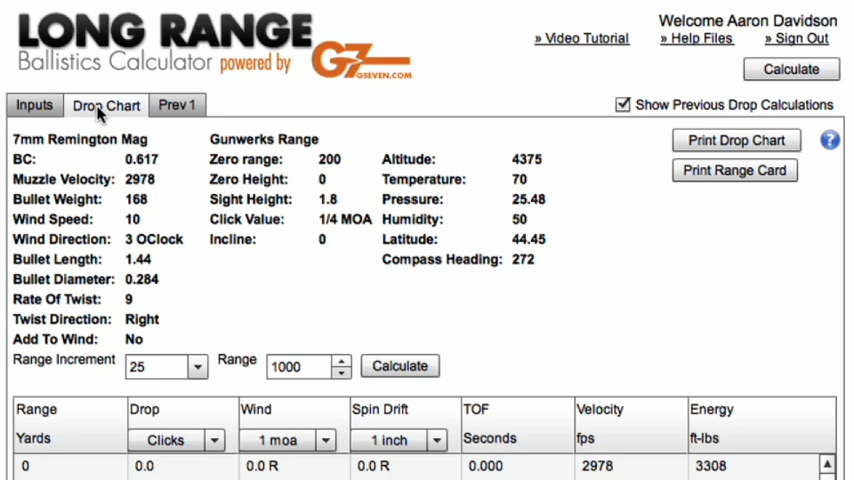 LONG RANGE
Ballistics Calculator powered by G7
GSEVEN.COM
Welcome Aaron Davidson
» Video Tutorial » Help Files » Sign Out
Calculate
Inputs Drop Chart Prev 1
Show Previous Drop Calculations
7mm Remington Mag Gunwerks Range
Print Drop Chart ?
BC: 0.617 Zero range: 200 Altitude: 4375
Print Range Card
Muzzle Velocity: 2978 Zero Height: 0 Temperature: 70
Bullet Weight: 168 Sight Height: 1.8 Pressure: 25.48
Wind Speed: 10 Click Value: 1/4 MOA Humidity: 50
Wind Direction: 3 OClock Incline: 0 Latitude: 44.45
Bullet Length: 1.44 Compass Heading: 272
Bullet Diameter: 0.284
Rate Of Twist: 9
Twist Direction: Right
Add To Wind: No
Range Increment 25 Range 1000 Calculate
Range Drop Wind Spin Drift TOF Velocity Energy
Yards Clicks 1 moa 1 inch Seconds fps ft-lbs
0 0.0 0.0 R 0.0 R 0.000 2978 3308